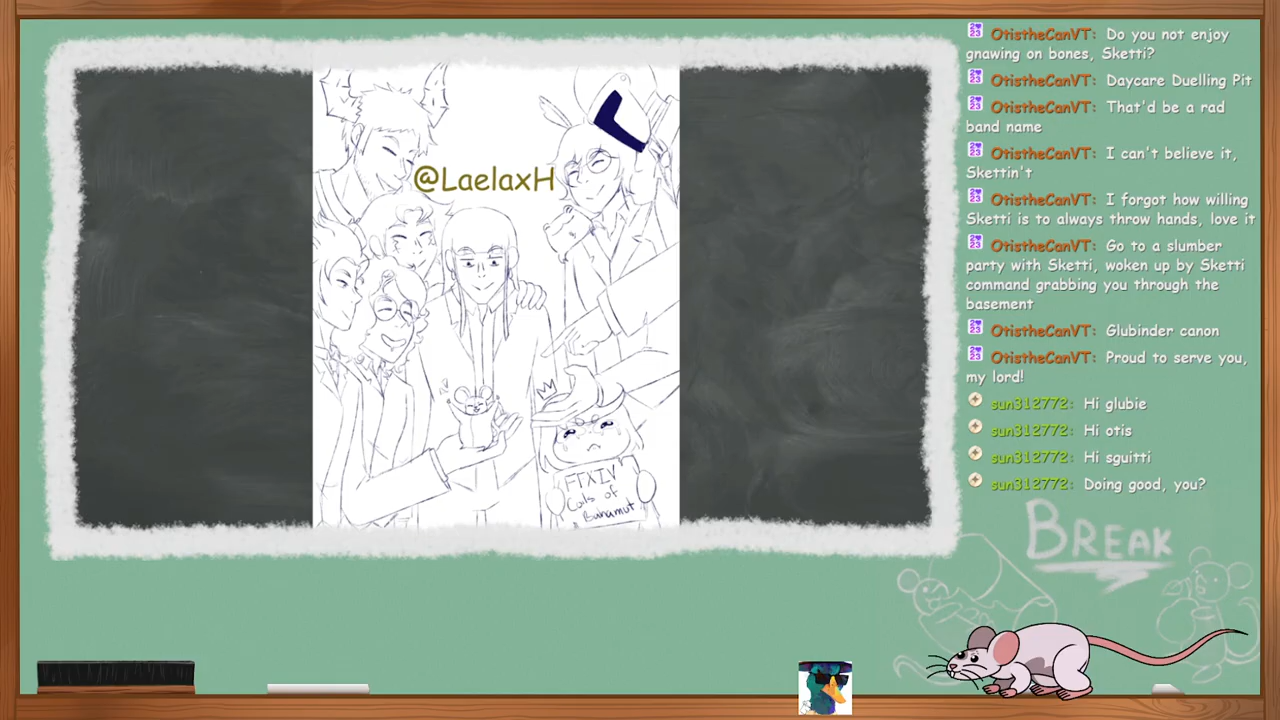 @LaelaxH
FFXIV
Coils of
Bahamut
OtistheCanVT: Do you not enjoy
gnawing on bones, Sketti?
OtistheCanVT: Daycare Duelling Pit
OtistheCanVT: That'd be a rad
band name
OtistheCanVT: I can't believe it,
Skettin't
OtistheCanVT: I forgot how willing
Sketti is to always throw hands, love it
OtistheCanVT: Go to a slumber
party with Sketti, woken up by Sketti
command grabbing you through the
basement
OtistheCanVT: Glubinder canon
OtistheCanVT: Proud to serve you,
my lord!
sun312772: Hi glubie
sun312772: Hi otis
sun312772: Hi sguitti
sun312772: Doing good, you?
BREAK